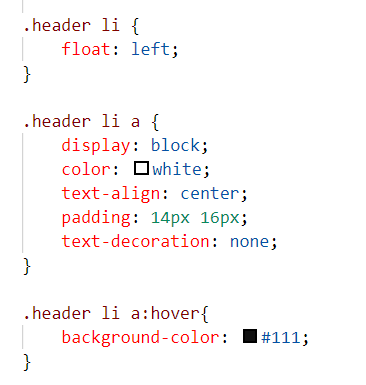 .header li {
    float: left;
}
.header li a {
    display: block;
    color: white;
    text-align: center;
    padding: 14px 16px;
    text-decoration: none;
}
.header li a:hover{
    background-color: #111;
}